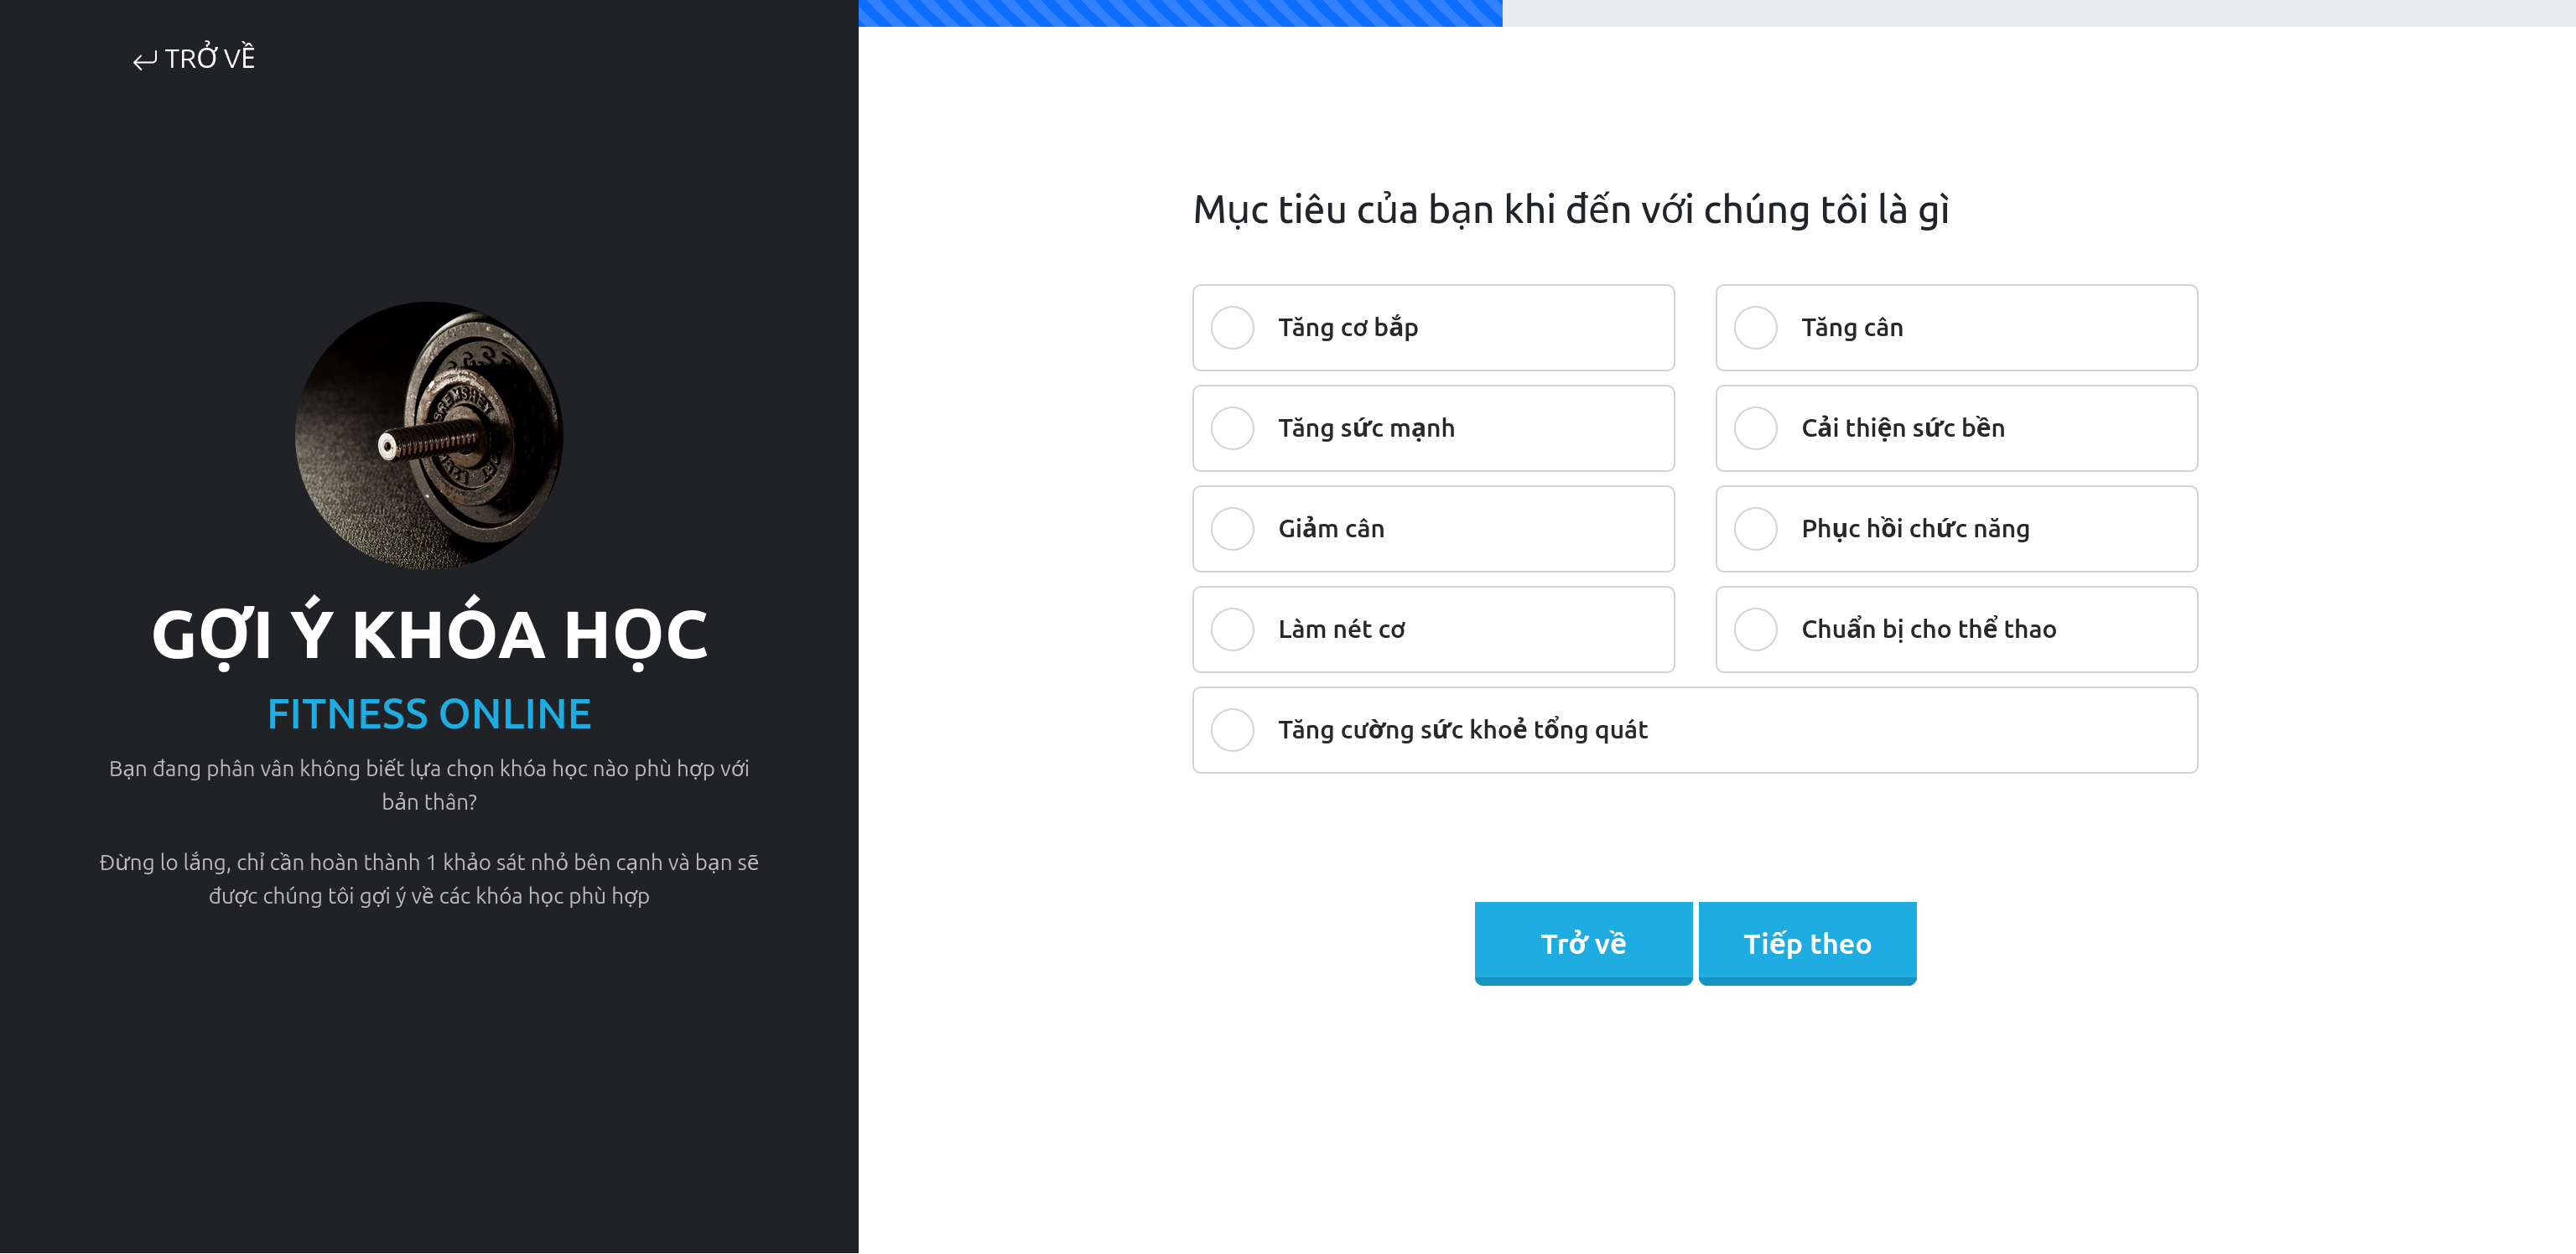 TRỞ VỀ
GỢI Ý KHÓA HỌC
FITNESS ONLINE
Bạn đang phân vân không biết lựa chọn khóa học nào phù hợp với
bản thân?
Đừng lo lắng, chỉ cần hoàn thành 1 khảo sát nhỏ bên cạnh và bạn sẽ
được chúng tôi gợi ý về các khóa học phù hợp
Mục tiêu của bạn khi đến với chúng tôi là gì
Tăng cơ bắp
Tăng cân
Tăng sức mạnh
Cải thiện sức bền
Giảm cân
Phục hồi chức năng
Làm nét cơ
Chuẩn bị cho thể thao
Tăng cường sức khoẻ tổng quát
Trở về
Tiếp theo